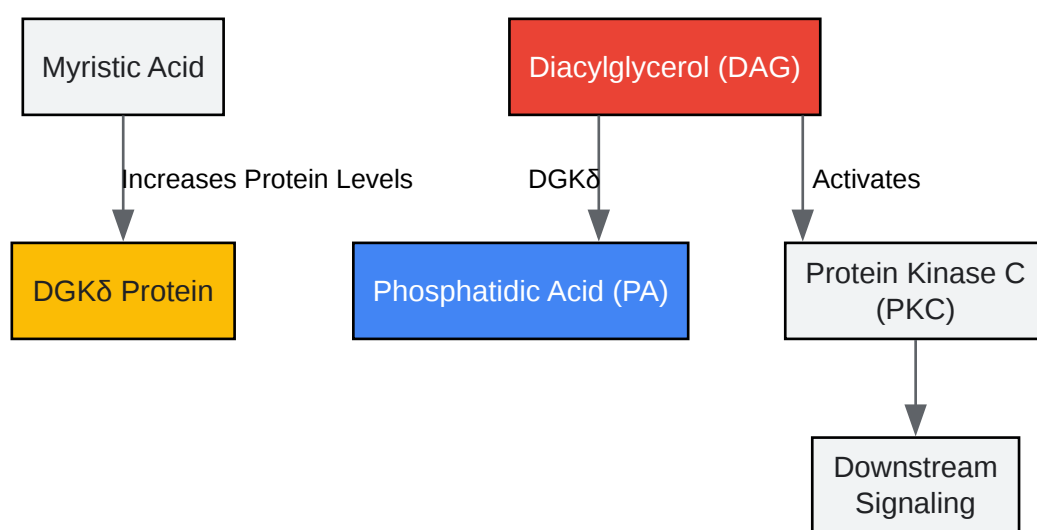 Myristic Acid
Diacylglycerol (DAG)
Increases Protein Levels
DGKδ
Activates
DGKδ Protein
Phosphatidic Acid (PA)
Protein Kinase C
(PKC)
Downstream
Signaling